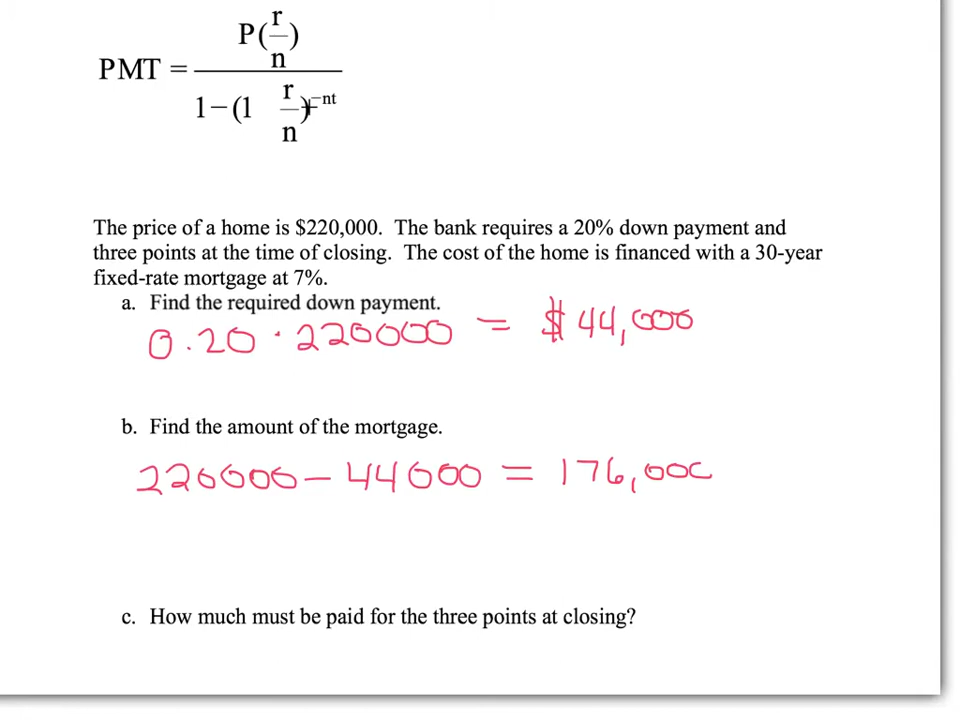 PMT =
P(r/n)
1−(1 r/n)+−nt
The price of a home is $220,000. The bank requires a 20% down payment and
three points at the time of closing. The cost of the home is financed with a 30-year
fixed-rate mortgage at 7%.
a. Find the required down payment.
0.20 · 220000 = $44,000
b. Find the amount of the mortgage.
220000 − 44000 = 176,000
c. How much must be paid for the three points at closing?